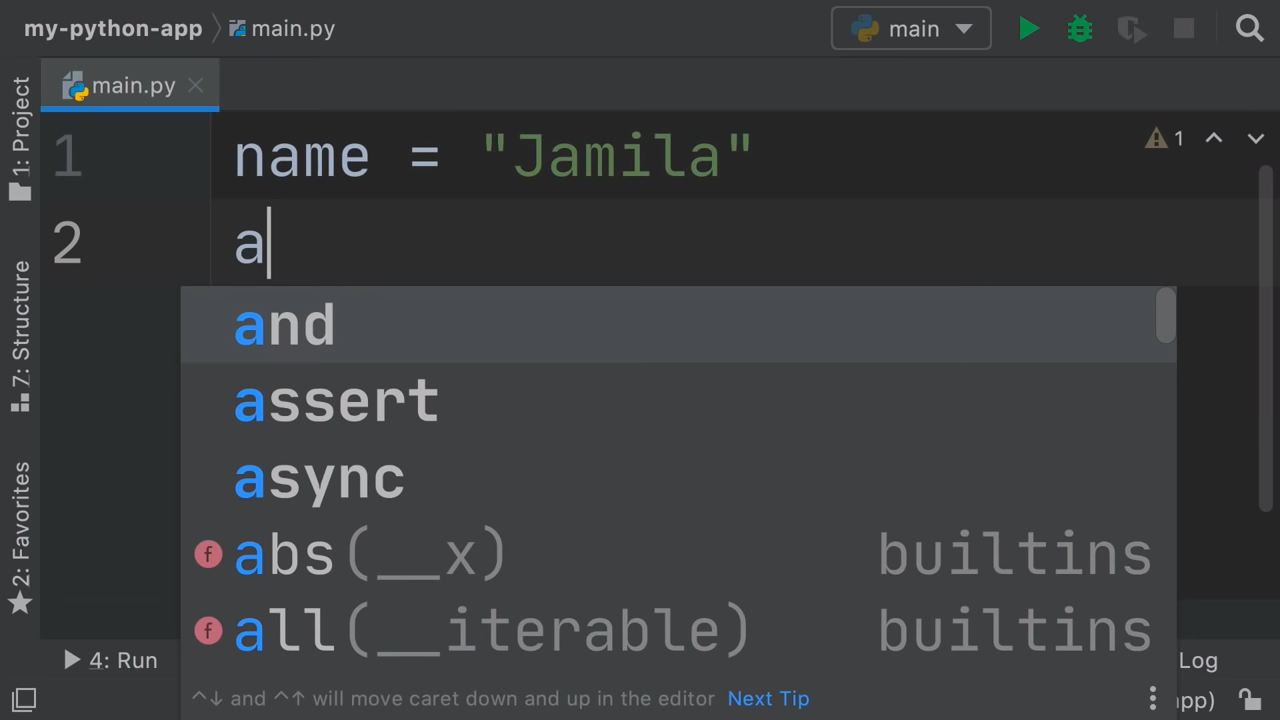 my-python-app main.py main
main.py
1: Project
7: Structure
2: Favorites
1 name = "Jamila" 1
2 a
and
assert
async
f abs(__x) builtins
f all(__iterable) builtins
4: Run Log
^↓ and ^↑ will move caret down and up in the editor Next Tip pp)